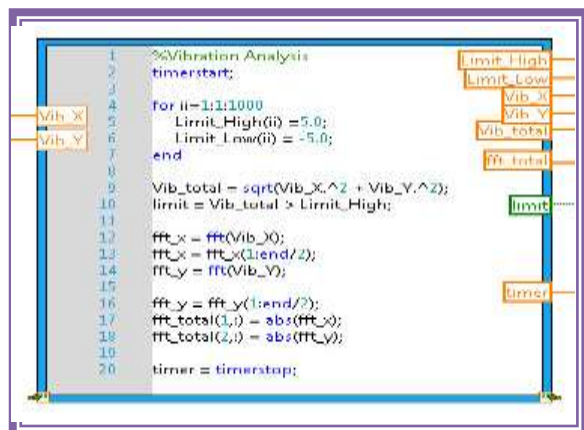 Vib_X
Vib_Y
1 %Vibration Analysis
2 timerstart;
3
4 for ii=1:1:1000
5 Limit_High(ii) =5.0;
6 Limit_Low(ii) = -5.0;
7 end
8
9 Vib_total = sqrt(Vib_X.^2 + Vib_Y.^2);
10 limit = Vib_total > Limit_High;
11
12 fft_x = fft(Vib_X);
13 fft_x = fft_x(1:end/2);
14 fft_y = fft(Vib_Y);
15
16 fft_y = fft_y(1:end/2);
17 fft_total(1,:) = abs(fft_x);
18 fft_total(2,:) = abs(fft_y);
19
20 timer = timerstop;
Limit_High
Limit_Low
Vib_X
Vib_Y
Vib_total
fft_total
limit
timer